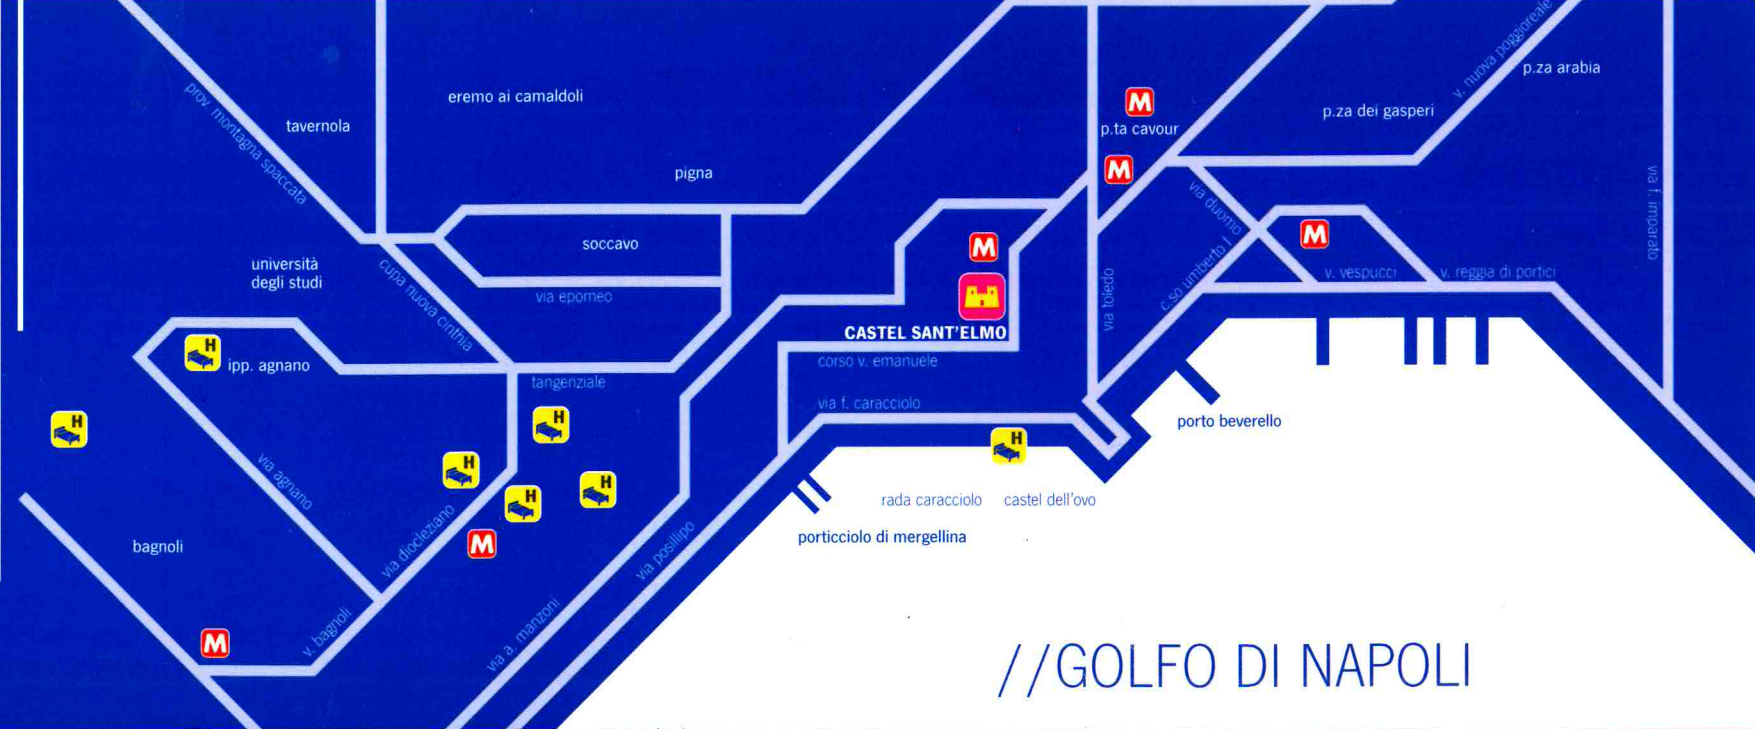 prov. montagna spaccata
tavernola
eremo ai camaldoli
pigna
M
p.ta cavour
M
p.za dei gasperi
v. nuova poggioreale
p.za arabia
via f. imparato
università
degli studi
cupa nuova cinthia
soccavo
via epomeo
M
CASTEL SANT'ELMO
corso v. emanuele
via f. caracciolo
via toledo
via duomo
c.so umberto I
M
v. vespucci
v. reggia di portici
H
ipp. agnano
tangenziale
H
H
H
H
H
H
via agnano
via diocleziano
M
bagnoli
M
v. bagnoli
via a. manzoni
via posillipo
porto beverello
rada caracciolo
castel dell'ovo
porticciolo di mergellina
//GOLFO DI NAPOLI